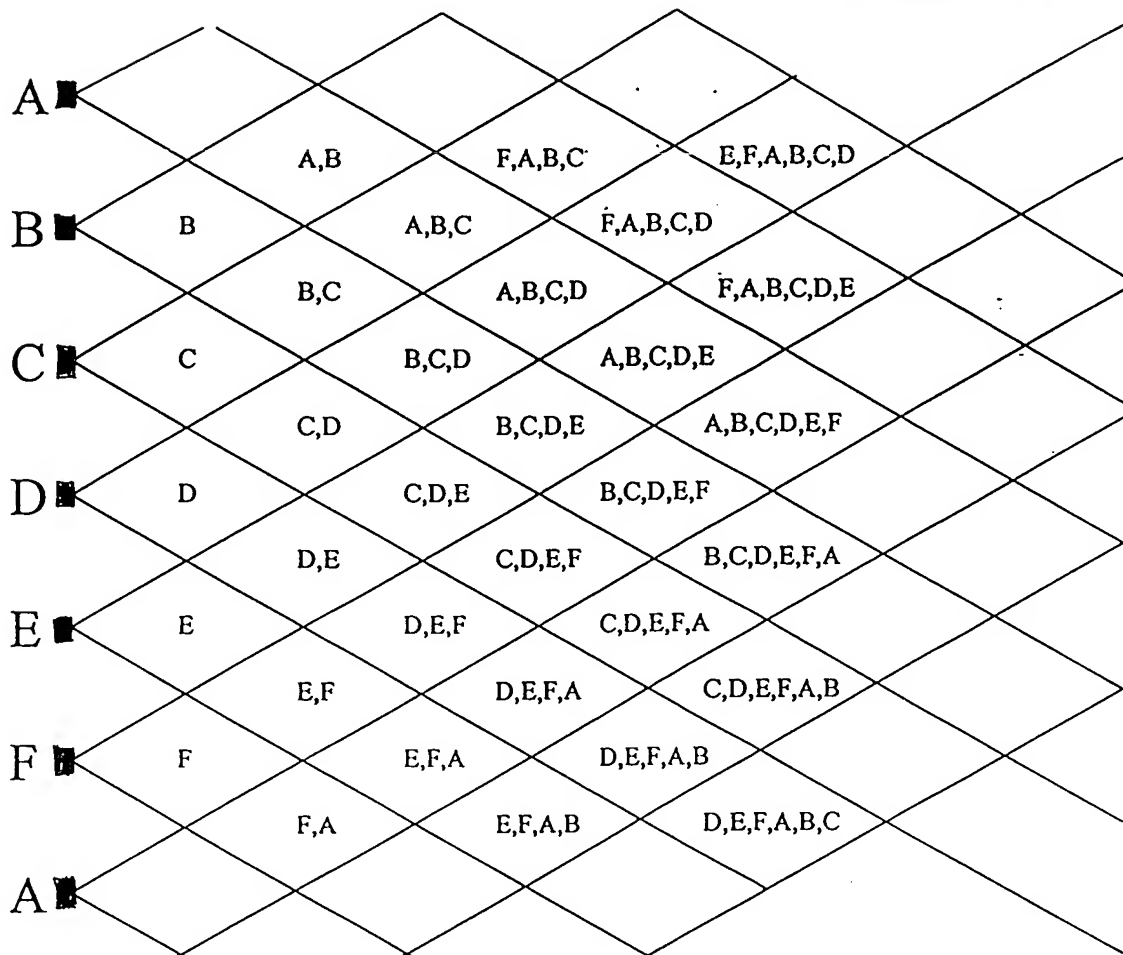 A
A,B F,A,B,C E,F,A,B,C,D
B B A,B,C F,A,B,C,D
B,C A,B,C,D F,A,B,C,D,E
C C B,C,D A,B,C,D,E
C,D B,C,D,E A,B,C,D,E,F
D D C,D,E B,C,D,E,F
D,E C,D,E,F B,C,D,E,F,A
E E D,E,F C,D,E,F,A
E,F D,E,F,A C,D,E,F,A,B
F F E,F,A D,E,F,A,B
F,A E,F,A,B D,E,F,A,B,C
A